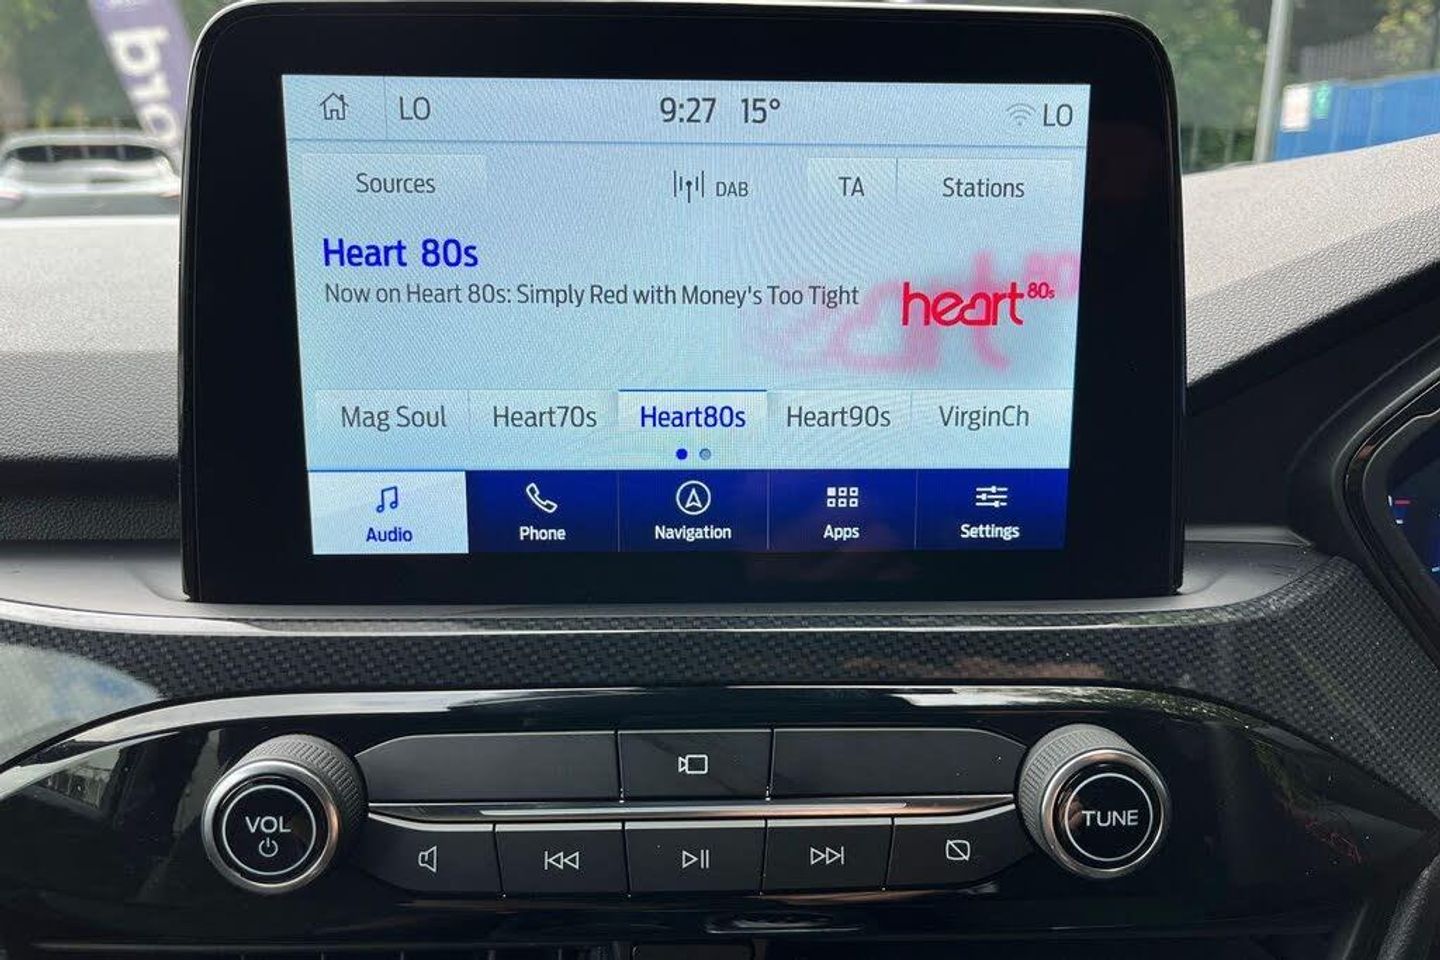 Ford
LO 9:27 15° LO
Sources DAB TA Stations
Heart 80s
Now on Heart 80s: Simply Red with Money's Too Tight
heart 80s
Mag Soul Heart70s Heart80s Heart90s VirginCh
Audio Phone Navigation Apps Settings
VOL
TUNE